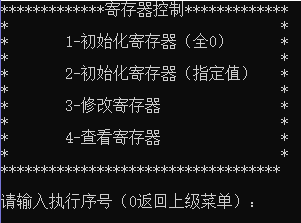 *************寄存器控制*************
*                                  *
*       1-初始化寄存器（全0）      *
*                                  *
*       2-初始化寄存器（指定值）   *
*                                  *
*       3-修改寄存器               *
*                                  *
*       4-查看寄存器               *
*                                  *
***********************************
请输入执行序号（0返回上级菜单）：